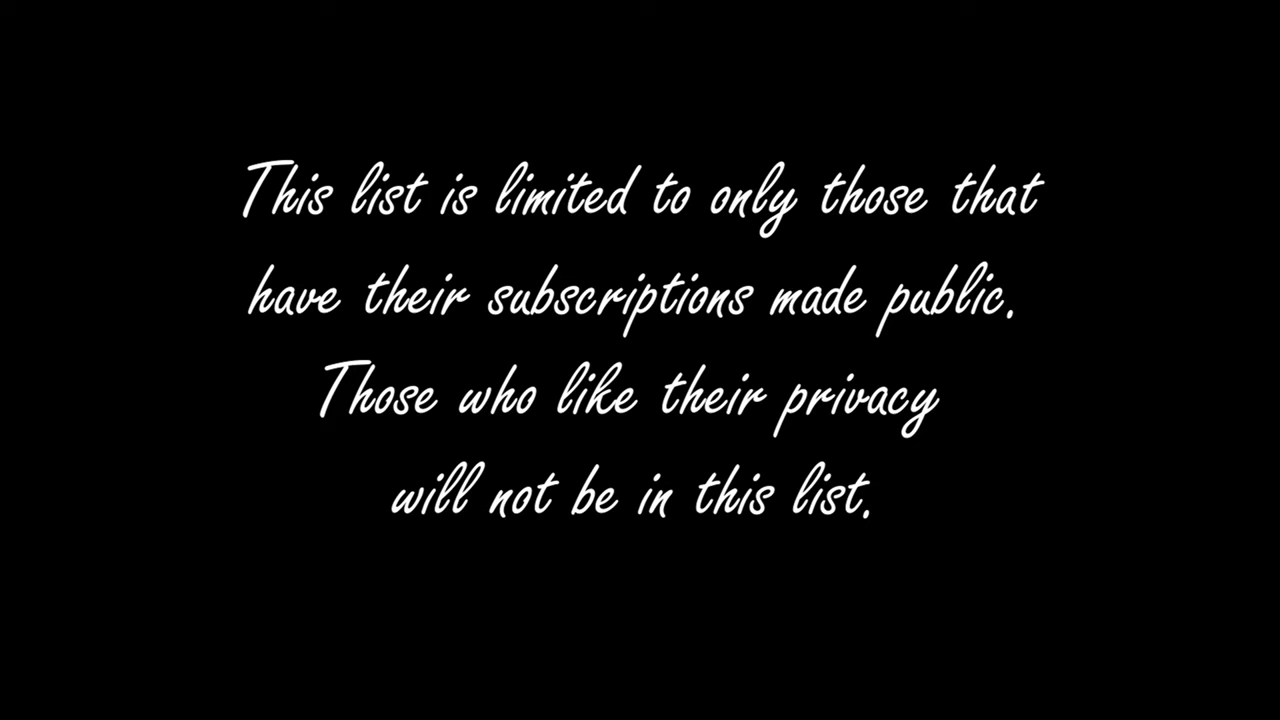 This list is limited to only those that
have their subscriptions made public.
Those who like their privacy
will not be in this list.